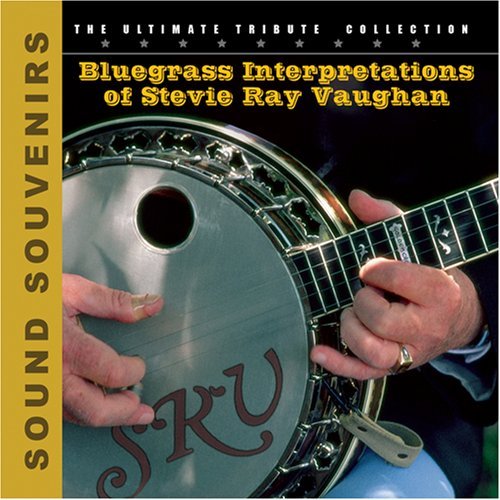 THE ULTIMATE TRIBUTE COLLECTION
Bluegrass Interpretations
of Stevie Ray Vaughan
SOUND SOUVENIRS
SRV